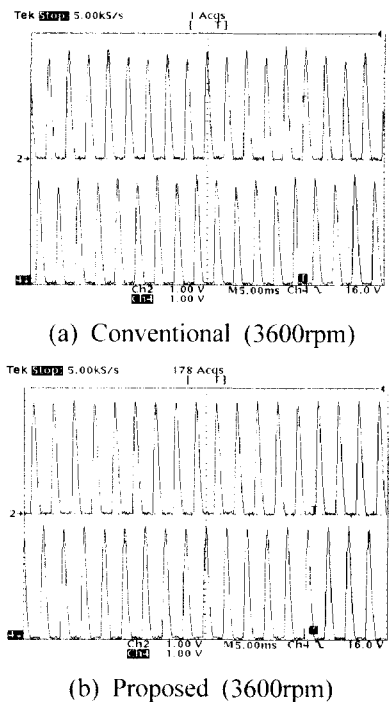 Tek Stop: 5.00kS/s 1 Acqs
[ T ]
2→
4→
Ch2 1.00 V M5.00ms Ch4 16.0 V
Ch4 1.00 V
(a) Conventional (3600rpm)
Tek Stop: 5.00kS/s 178 Acqs
[ T ]
2→
4→
Ch2 1.00 V M5.00ms Ch4 16.0 V
Ch4 1.00 V
(b) Proposed (3600rpm)